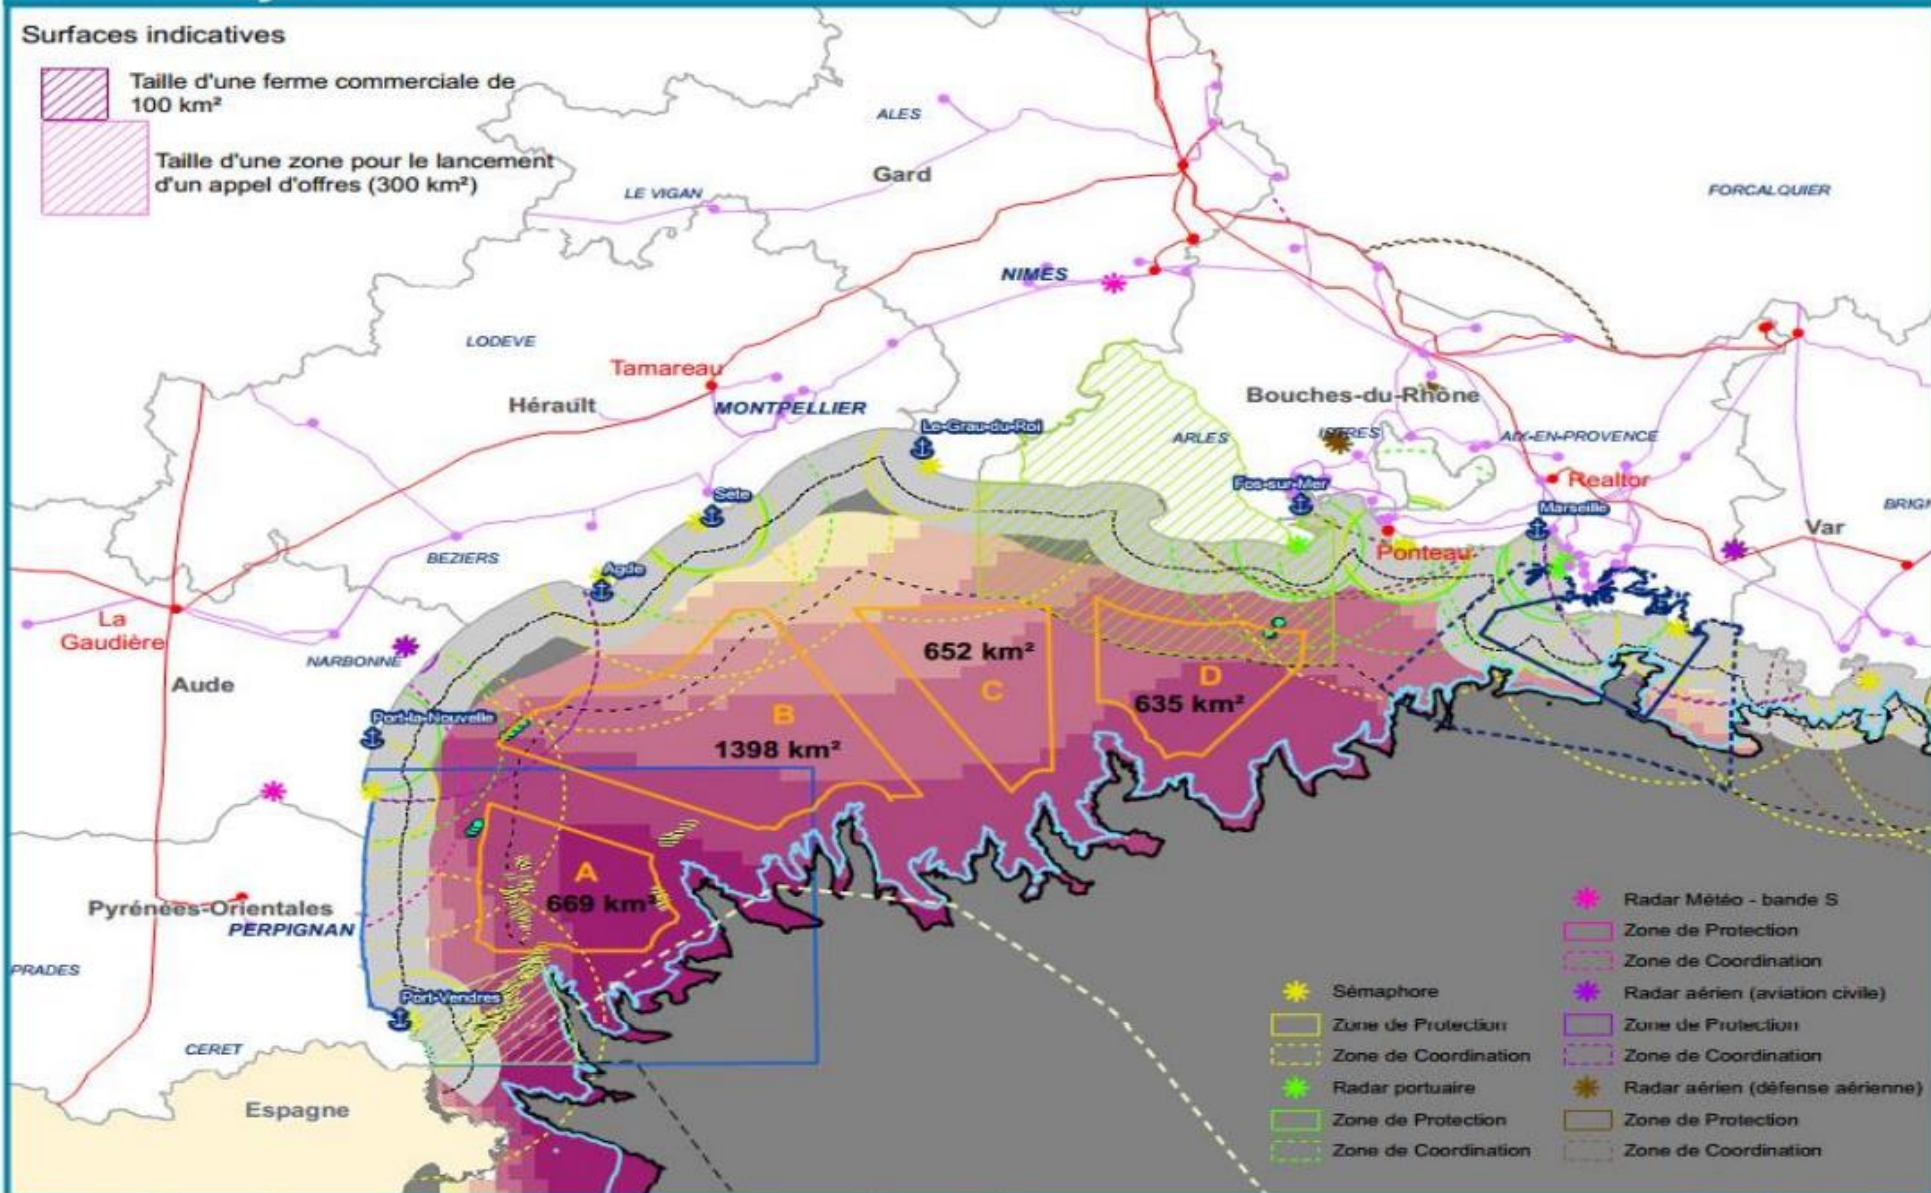 Surfaces indicatives
Taille d'une ferme commerciale de
100 km²
Taille d'une zone pour le lancement
d'un appel d'offres (300 km²)
ALES
Gard
LE VIGAN
FORCALQUIER
NIMES
LODEVE
Tamareau
Hérault
MONTPELLIER
Bouches-du-Rhône
Le-Grau-du-Roi
ARLES
ISTRES
AIX-EN-PROVENCE
Realtor
Fos-sur-Mer
Sète
Marseille
BRIGN
Var
Ponteau
BEZIERS
Agde
La
Gaudière
NARBONNE
Aude
652 km²
C
D
635 km²
B
1398 km²
Port-la-Nouvelle
A
669 km²
Pyrénées-Orientales
PERPIGNAN
PRADES
Port-Vendres
CERET
Espagne
Sémaphore
Zone de Protection
Zone de Coordination
Radar portuaire
Zone de Protection
Zone de Coordination
Radar Météo - bande S
Zone de Protection
Zone de Coordination
Radar aérien (aviation civile)
Zone de Protection
Zone de Coordination
Radar aérien (défense aérienne)
Zone de Protection
Zone de Coordination